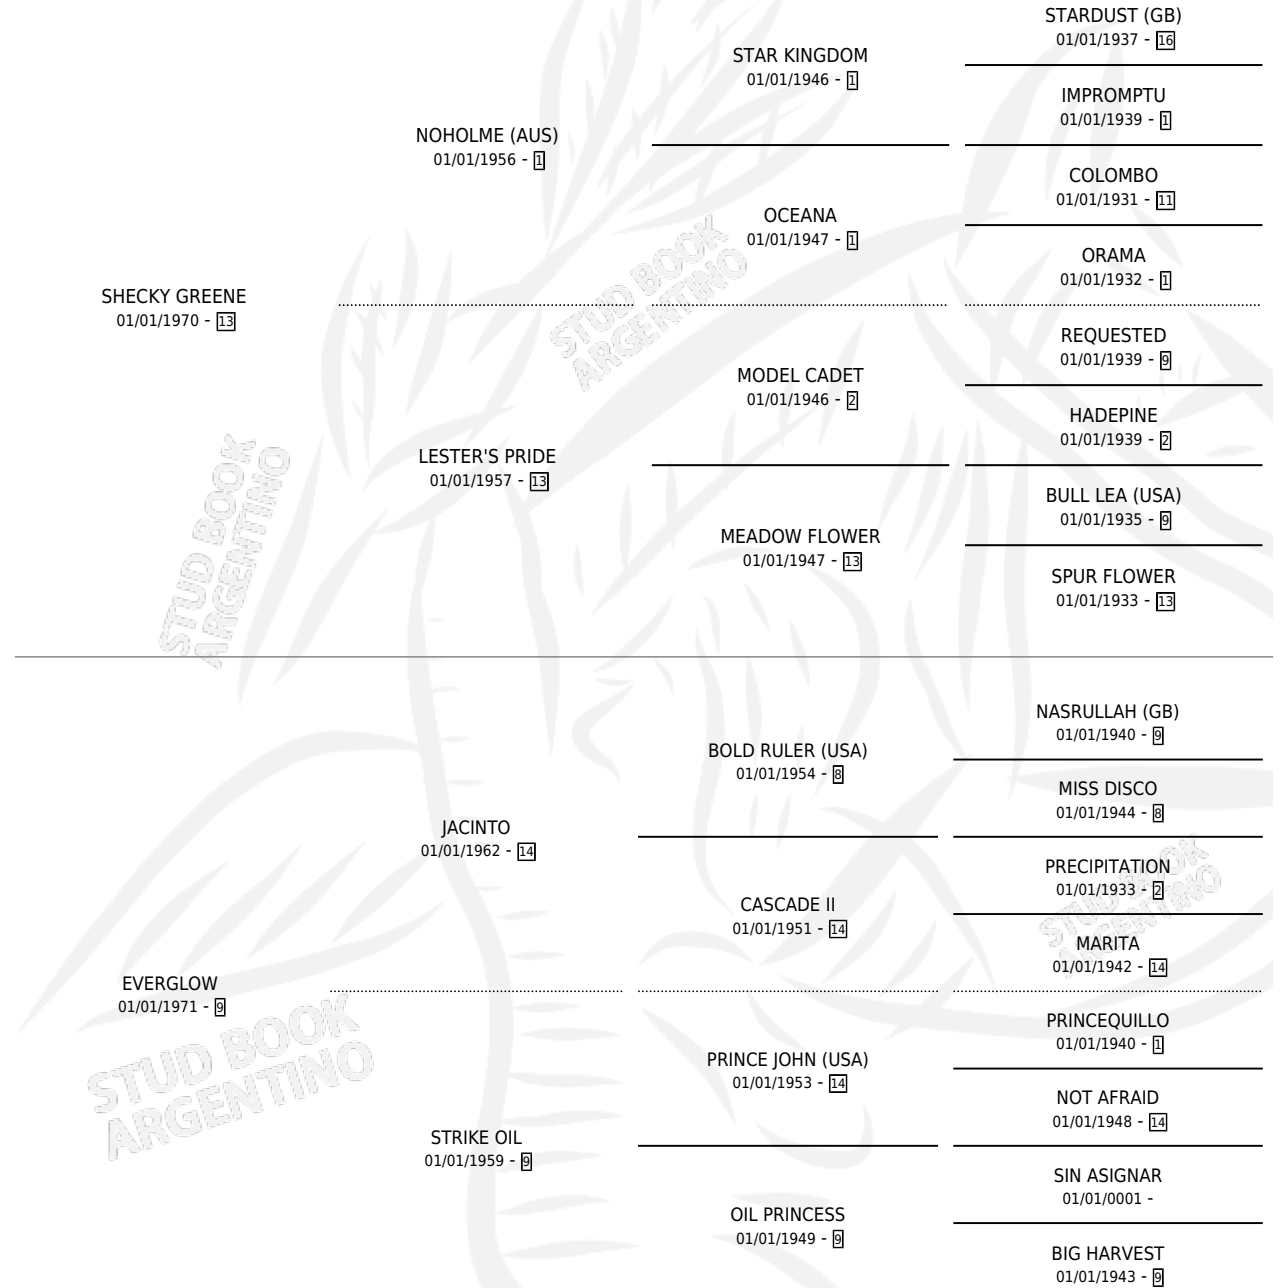 STARDUST (GB)
01/01/1937 - 16
STAR KINGDOM
01/01/1946 - 1
IMPROMPTU
01/01/1939 - 1
NOHOLME (AUS)
01/01/1956 - 1
COLOMBO
01/01/1931 - 11
OCEANA
01/01/1947 - 1
ORAMA
01/01/1932 - 1
SHECKY GREENE
01/01/1970 - 13
REQUESTED
01/01/1939 - 9
MODEL CADET
01/01/1946 - 2
HADEPINE
01/01/1939 - 2
LESTER'S PRIDE
01/01/1957 - 13
BULL LEA (USA)
01/01/1935 - 9
MEADOW FLOWER
01/01/1947 - 13
SPUR FLOWER
01/01/1933 - 13
NASRULLAH (GB)
01/01/1940 - 9
BOLD RULER (USA)
01/01/1954 - 8
MISS DISCO
01/01/1944 - 8
JACINTO
01/01/1962 - 14
PRECIPITATION
01/01/1933 - 2
CASCADE II
01/01/1951 - 14
MARITA
01/01/1942 - 14
EVERGLOW
01/01/1971 - 9
PRINCEQUILLO
01/01/1940 - 1
PRINCE JOHN (USA)
01/01/1953 - 14
NOT AFRAID
01/01/1948 - 14
STRIKE OIL
01/01/1959 - 9
SIN ASIGNAR
01/01/0001 -
OIL PRINCESS
01/01/1949 - 9
BIG HARVEST
01/01/1943 - 9
STUD BOOK
ARGENTINO
STUD BOOK
ARGENTINO
STUD BOOK
ARGENTINO
STUD BOOK
ARGENTINO